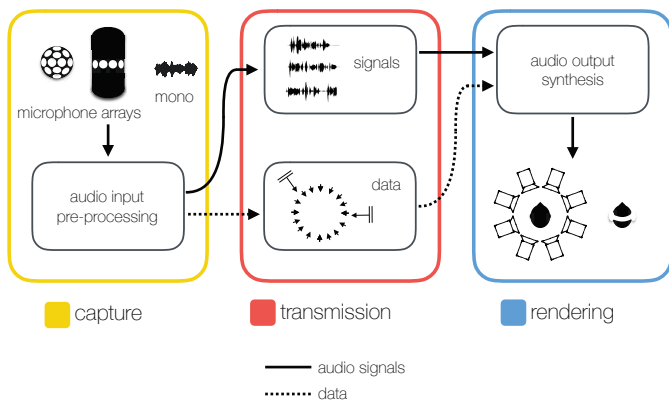 microphone arrays
mono
audio input
pre-processing
signals
data
audio output
synthesis
capture
transmission
rendering
audio signals
data